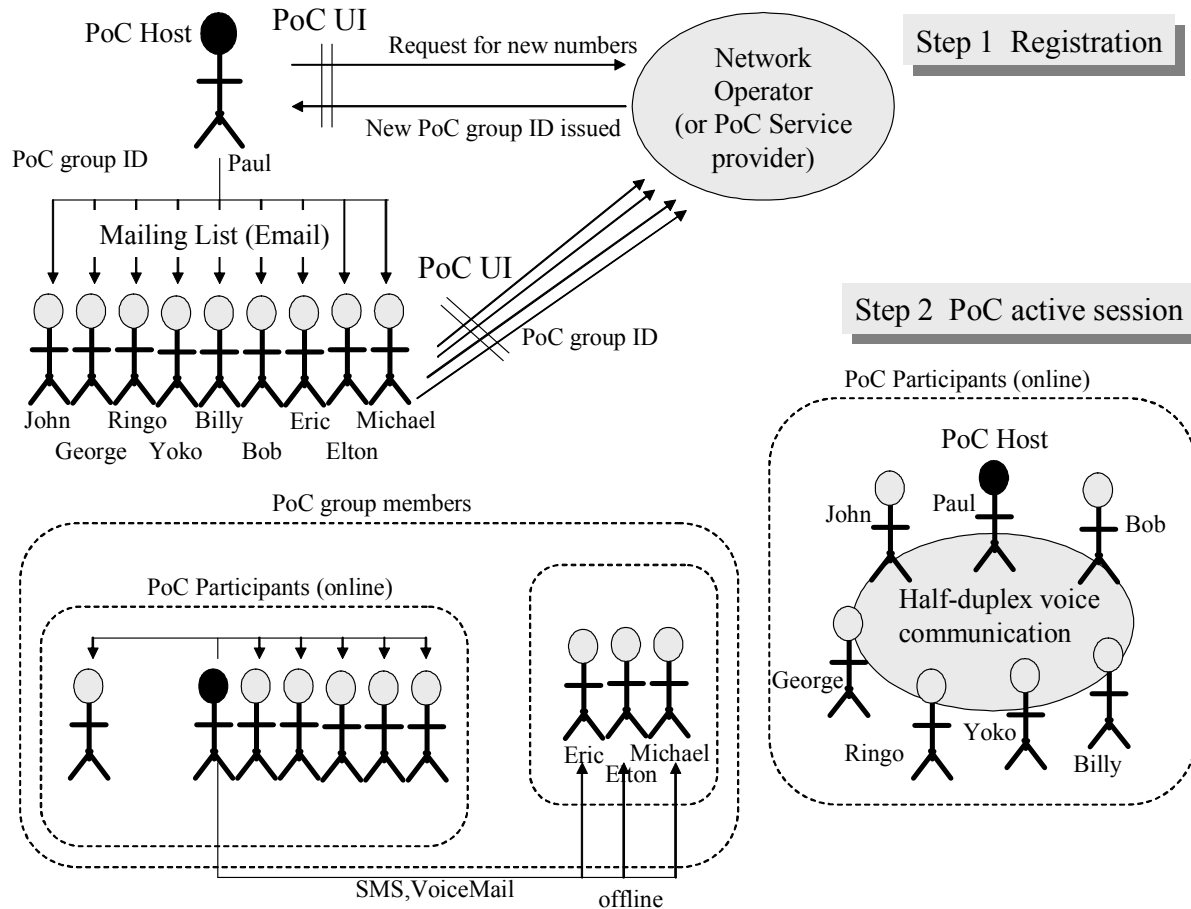 PoC Host
PoC UI
Request for new numbers
Network
Operator
(or PoC Service
provider)
Step 1 Registration
New PoC group ID issued
PoC group ID
Paul
Mailing List (Email)
PoC UI
PoC group ID
John
Ringo
Billy
Eric
Michael
George
Yoko
Bob
Elton
Step 2 PoC active session
PoC Participants (online)
PoC Host
John
Paul
Bob
Half-duplex voice
communication
George
Ringo
Yoko
Billy
PoC group members
PoC Participants (online)
Eric
Michael
Elton
SMS,VoiceMail
offline